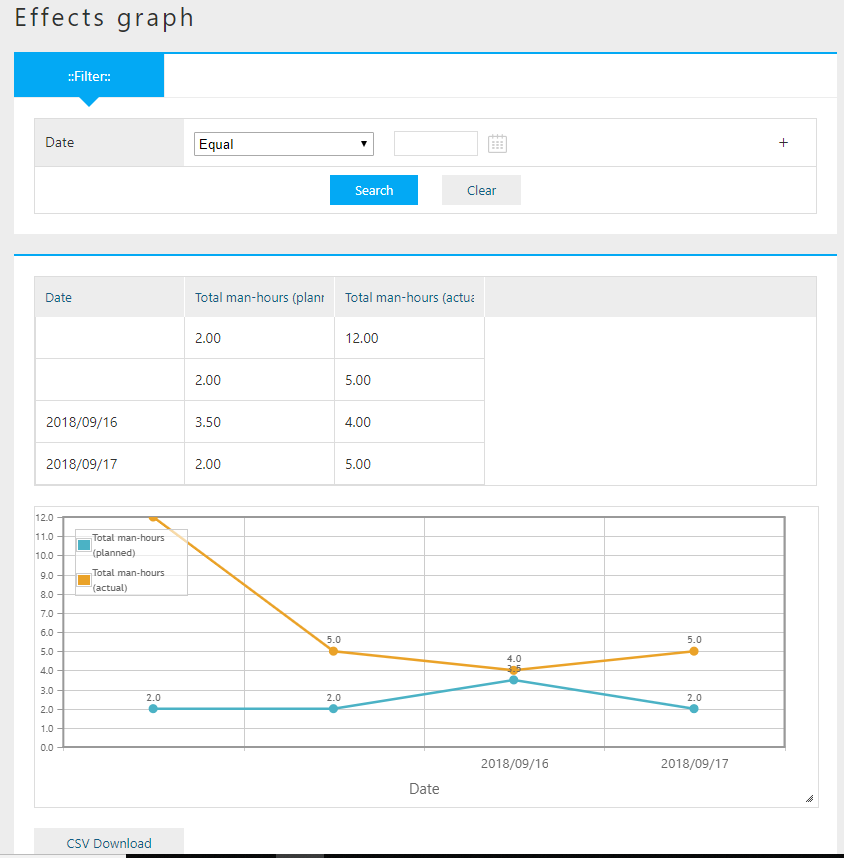 Effects graph
::Filter::
Date Equal +
Search Clear
Date Total man-hours (plann Total man-hours (actua
2.00 12.00
2.00 5.00
2018/09/16 3.50 4.00
2018/09/17 2.00 5.00
12.0
11.0
10.0
9.0
8.0
7.0
6.0
5.0
4.0
3.0
2.0
1.0
0.0
Total man-hours
(planned)
Total man-hours
(actual)
5.0
4.0
5.0
2.0
2.0
3.5
2.0
2018/09/16 2018/09/17
Date
CSV Download